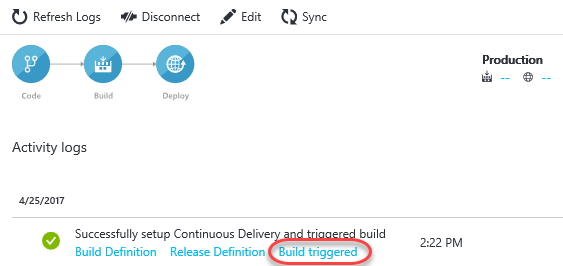 Refresh Logs Disconnect Edit Sync
Production
-- --
Code Build Deploy
Activity logs
4/25/2017
Successfully setup Continuous Delivery and triggered build
2:22 PM
Build Definition Release Definition Build triggered